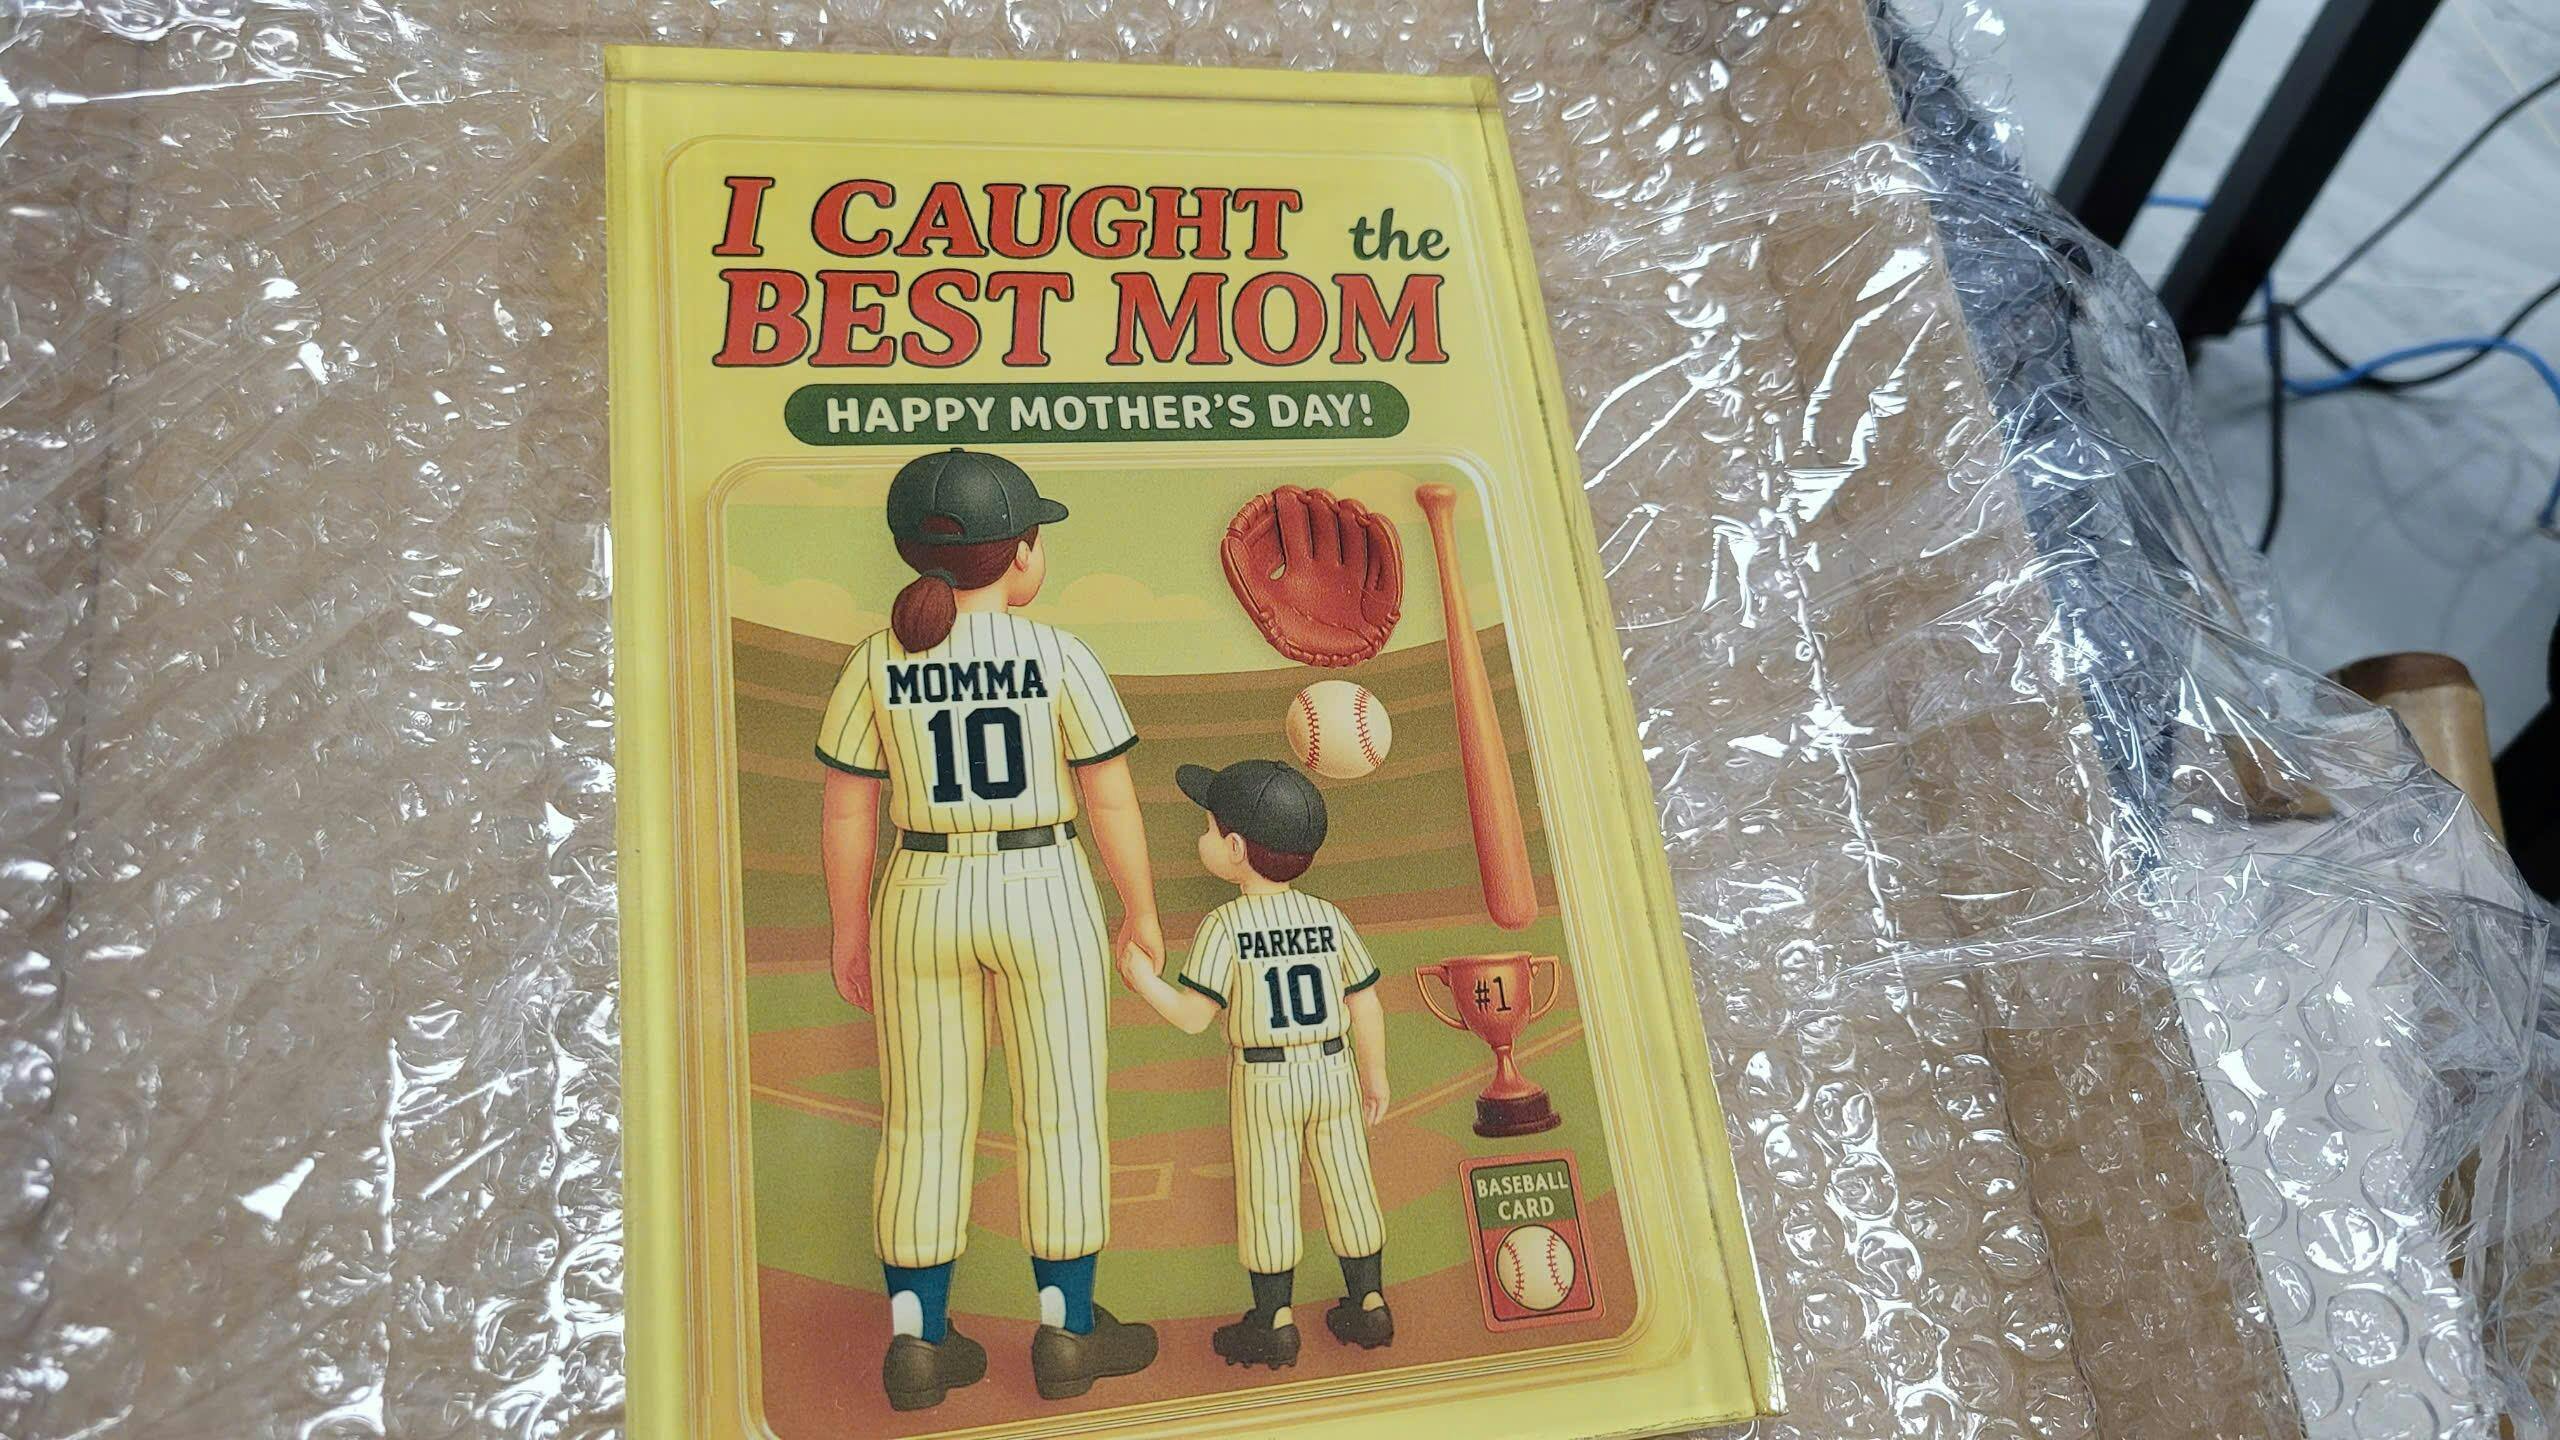 I CAUGHT the
BEST MOM
HAPPY MOTHER'S DAY!
MOMMA
10
PARKER
10
#1
BASEBALL
CARD